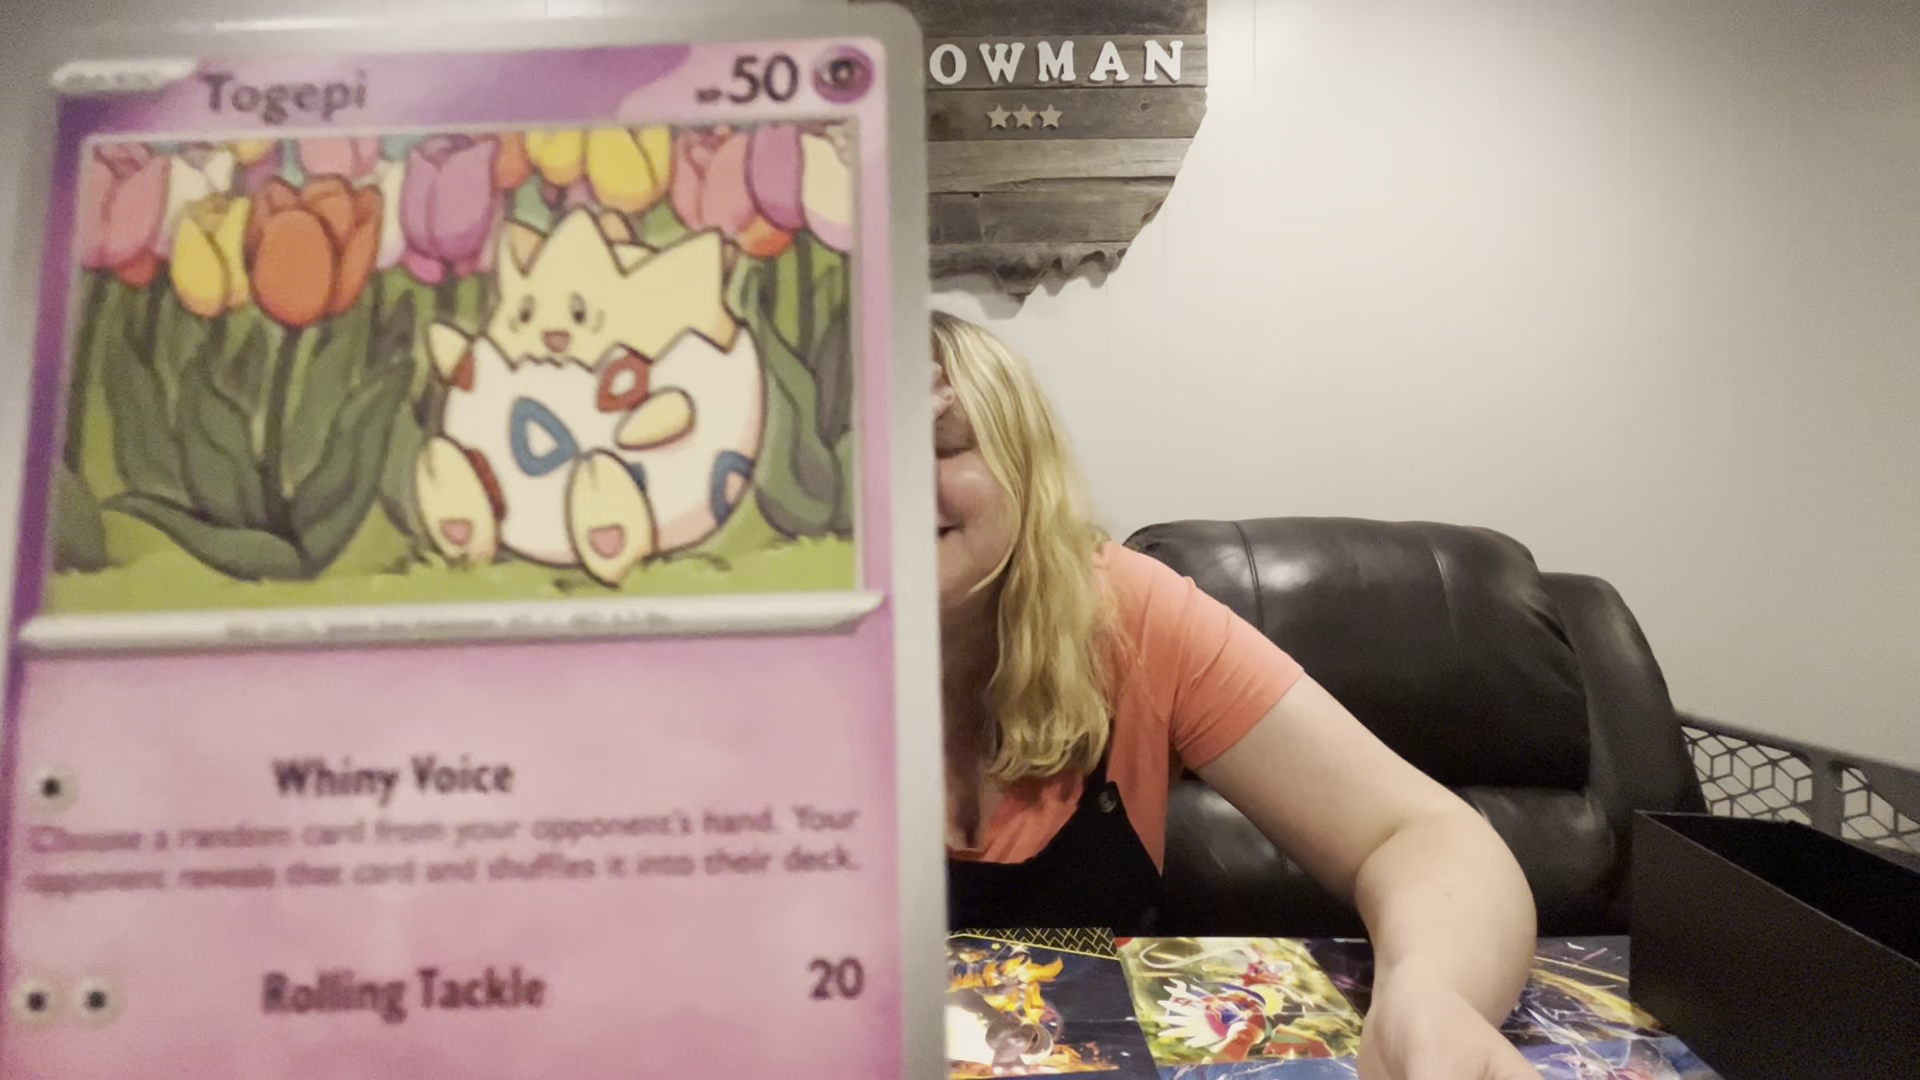 Togepi
HP50
OWMAN
Whiny Voice
Choose a random card from your opponent's hand. Your
opponent reveals that card and shuffles it into their deck.
Rolling Tackle 20